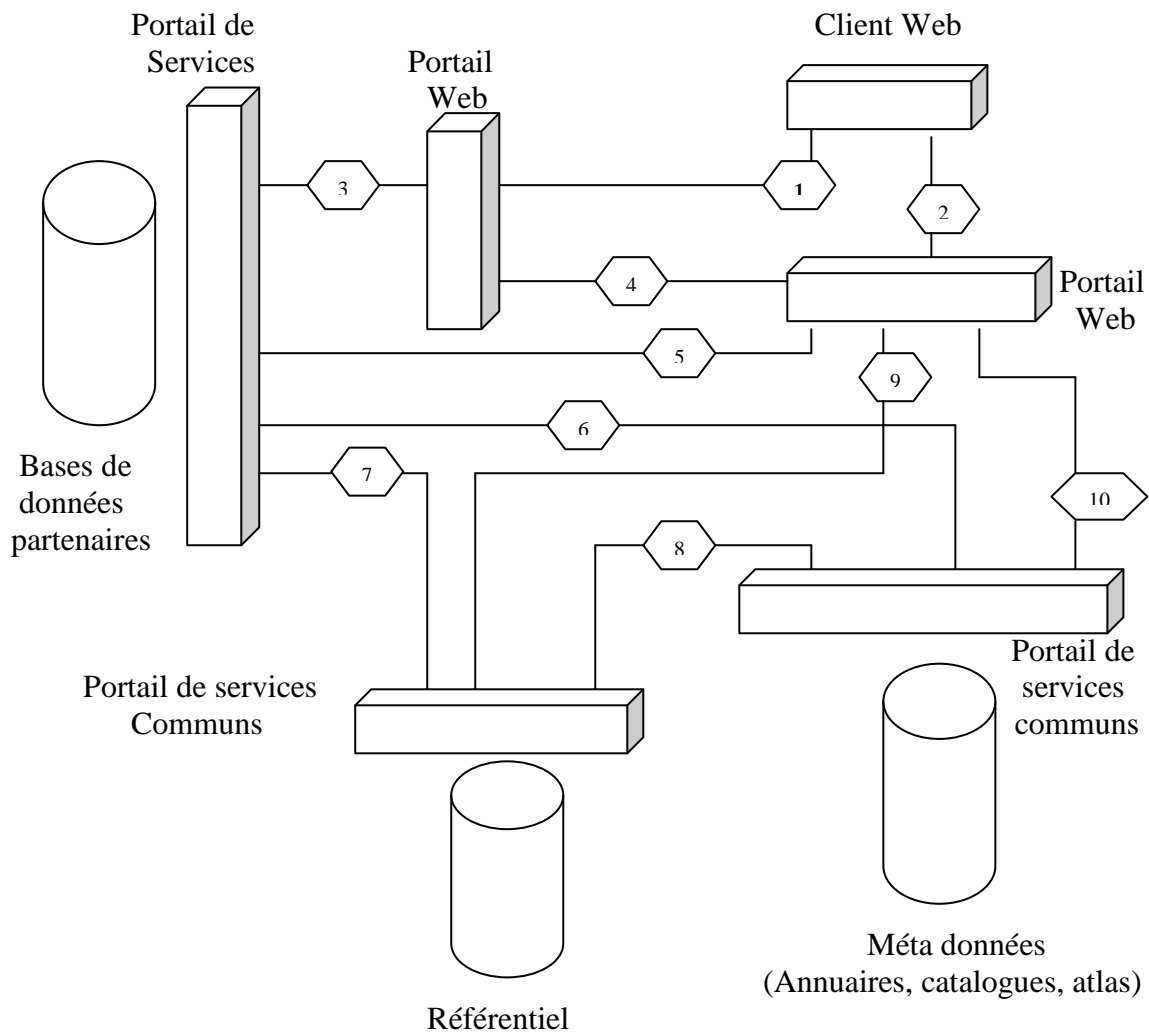 Portail de
Services
Portail
Web
Client Web
3
1
2
4
Portail
Web
5
9
6
7
10
8
Bases de
données
partenaires
Portail de services
Communs
Portail de
services
communs
Méta données
(Annuaires, catalogues, atlas)
Référentiel